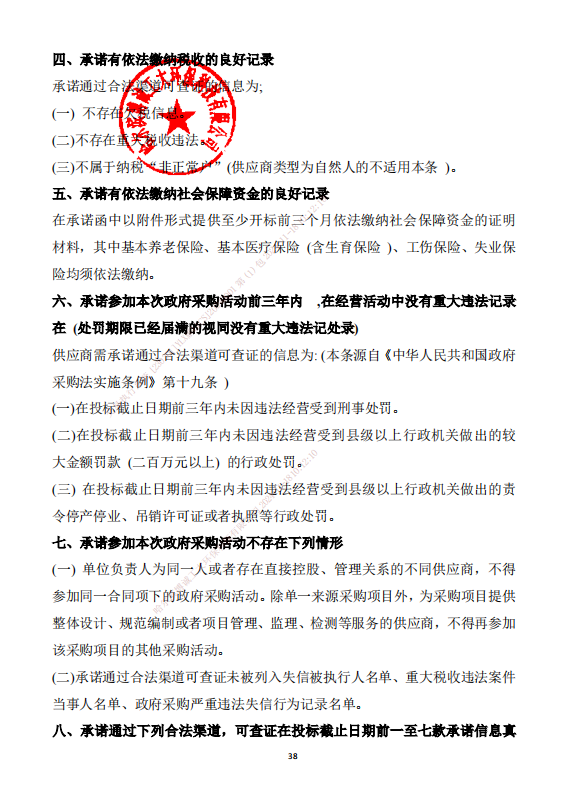 四、承诺有依法缴纳税收的良好记录
承诺通过合法渠道可查证的信息为;
(一) 不存在欠税信息。
(二)不存在重大税收违法。
(三)不属于纳税“非正常户”(供应商类型为自然人的不适用本条 )。
五、承诺有依法缴纳社会保障资金的良好记录
在承诺函中以附件形式提供至少开标前三个月依法缴纳社会保障资金的证明
材料，其中基本养老保险、基本医疗保险 (含生育保险 )、工伤保险、失业保
险均须依法缴纳。
六、承诺参加本次政府采购活动前三年内 ,在经营活动中没有重大违法记录
在 (处罚期限已经届满的视同没有重大违法记处录)
供应商需承诺通过合法渠道可查证的信息为: (本条源自《中华人民共和国政府
采购法实施条例》第十九条 )
(一)在投标截止日期前三年内未因违法经营受到刑事处罚。
(二)在投标截止日期前三年内未因违法经营受到县级以上行政机关做出的较
大金额罚款 (二百万元以上) 的行政处罚。
(三) 在投标截止日期前三年内未因违法经营受到县级以上行政机关做出的责
令停产停业、吊销许可证或者执照等行政处罚。
七、承诺参加本次政府采购活动不存在下列情形
(一) 单位负责人为同一人或者存在直接控股、管理关系的不同供应商，不得
参加同一合同项下的政府采购活动。除单一来源采购项目外，为采购项目提供
整体设计、规范编制或者项目管理、监理、检测等服务的供应商，不得再参加
该采购项目的其他采购活动。
(二)承诺通过合法渠道可查证未被列入失信被执行人名单、重大税收违法案件
当事人名单、政府采购严重违法失信行为记录名单。
八、承诺通过下列合法渠道，可查证在投标截止日期前一至七款承诺信息真
38